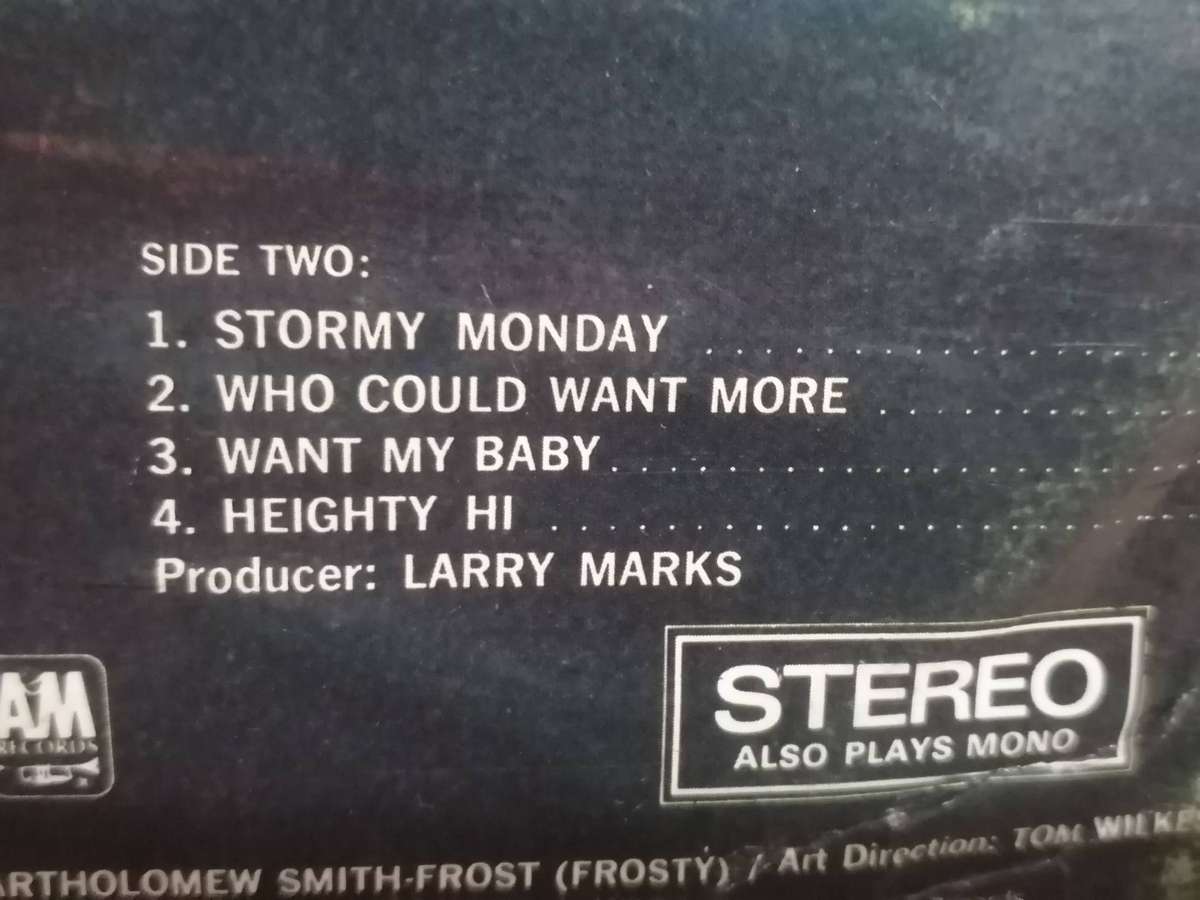 SIDE TWO:
1. STORMY MONDAY ..............
2. WHO COULD WANT MORE ...........
3. WANT MY BABY.....................
4. HEIGHTY HI .......................
Producer: LARRY MARKS
A&M
RECORDS
STEREO
ALSO PLAYS MONO
ARTHOLOMEW SMITH-FROST (FROSTY) / Art Direction: TOM WILKE